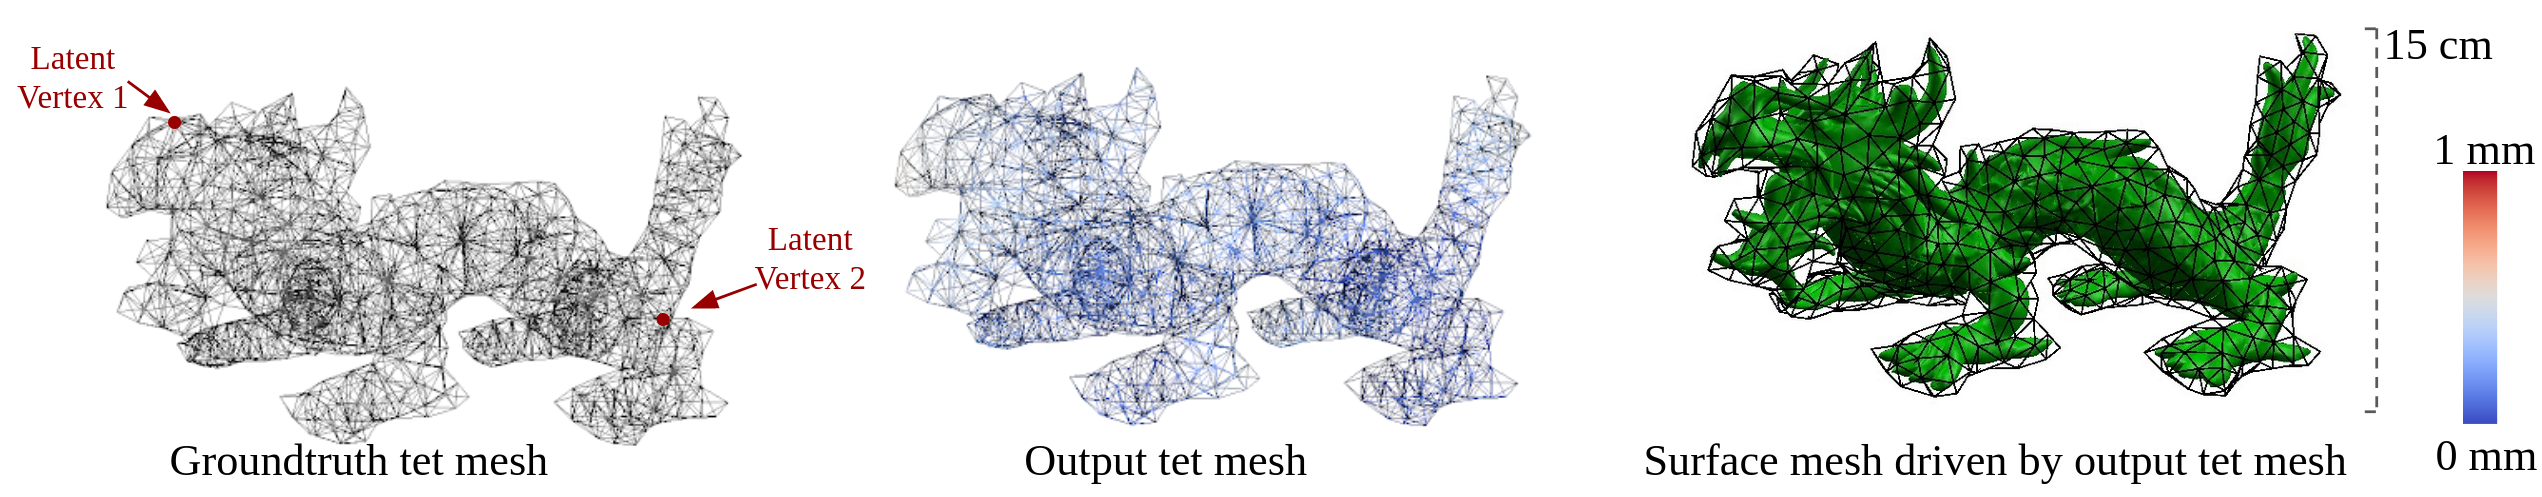 Latent
Vertex 1
Latent
Vertex 2
15 cm
1 mm
0 mm
Groundtruth tet mesh
Output tet mesh
Surface mesh driven by output tet mesh